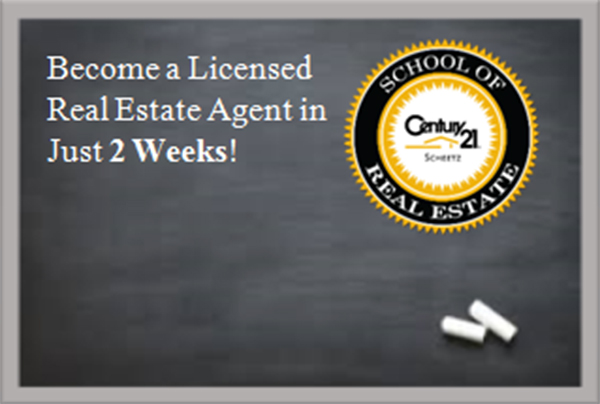 Become a Licensed
Real Estate Agent in
Just 2 Weeks!
SCHOOL OF
Century 21
SCHEETZ
REAL ESTATE